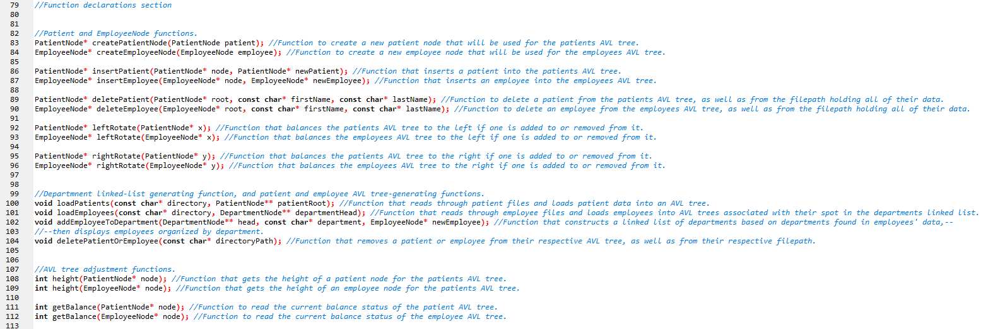 79 //Function declarations section
80
81
82 //Patient and EmployeeNode functions.
83 PatientNode* createPatientNode(PatientNode patient); //Function to create a new patient node that will be used for the patients AVL tree.
84 EmployeeNode* createEmployeeNode(EmployeeNode employee); //Function to create a new employee node that will be used for the employees AVL tree.
85
86 PatientNode* insertPatient(PatientNode* node, PatientNode* newPatient); //Function that inserts a patient into the patients AVL tree.
87 EmployeeNode* insertEmployee(EmployeeNode* node, EmployeeNode* newEmployee); //Function that inserts an employee into the employees AVL tree.
88
89 PatientNode* deletePatient(PatientNode* root, const char* firstName, const char* lastName); //Function to delete a patient from the patients AVL tree, as well as from the filepath holding all of their data.
90 EmployeeNode* deleteEmployee(EmployeeNode* root, const char* firstName, const char* lastName); //Function to delete an employee from the employees AVL tree, as well as from the filepath holding all of their data.
91
92 PatientNode* leftRotate(PatientNode* x); //Function that balances the patients AVL tree to the left if one is added to or removed from it.
93 EmployeeNode* leftRotate(EmployeeNode* x); //Function that balances the employees AVL tree to the left if one is added to or removed from it.
94
95 PatientNode* rightRotate(PatientNode* y); //Function that balances the patients AVL tree to the right if one is added to or removed from it.
96 EmployeeNode* rightRotate(EmployeeNode* y); //Function that balances the employees AVL tree to the right if one is added to or removed from it.
97
98
99 //Departmnent linked-list generating function, and patient and employee AVL tree-generating functions.
100 void loadPatients(const char* directory, PatientNode** patientRoot); //Function that reads through patient files and loads patient data into an AVL tree.
101 void loadEmployees(const char* directory, DepartmentNode** departmentHead); //Function that reads through employee files and loads employees into AVL trees associated with their spot in the departments linked list.
102 void addEmployeeToDepartment(DepartmentNode** head, const char* department, EmployeeNode* newEmployee); //Function that constructs a linked list of departments based on departments found in employees' data,--
103 //--then displays employees organized by department.
104 void deletePatientOrEmployee(const char* directoryPath); //Function that removes a patient or employee from their respective AVL tree, as well as from their respective filepath.
105
106
107 //AVL tree adjustment functions.
108 int height(PatientNode* node); //Function that gets the height of a patient node for the patients AVL tree.
109 int height(EmployeeNode* node); //Function that gets the height of an employee node for the patients AVL tree.
110
111 int getBalance(PatientNode* node); //Function to read the current balance status of the patient AVL tree.
112 int getBalance(EmployeeNode* node); //Function to read the current balance status of the employee AVL tree.
113